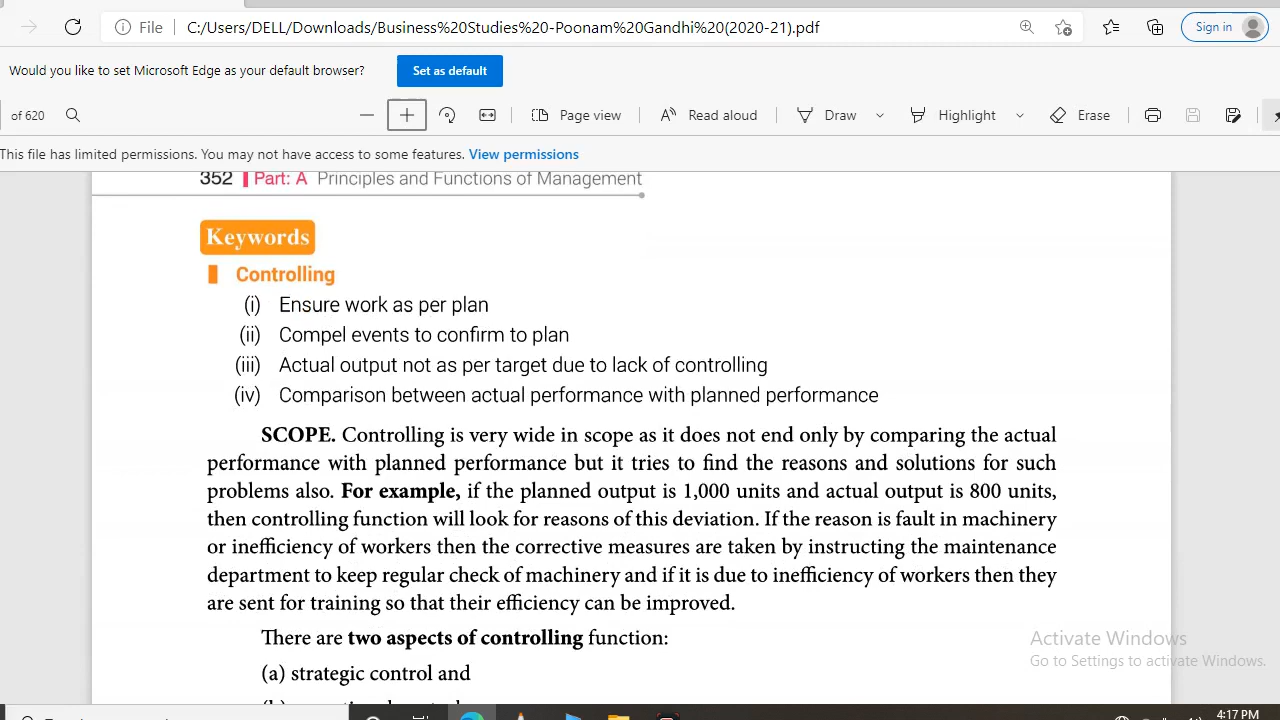 File C:/Users/DELL/Downloads/Business%20Studies%20-Poonam%20Gandhi%20(2020-21).pdf Sign in
Would you like to set Microsoft Edge as your default browser? Set as default
of 620 Page view Read aloud Draw Highlight Erase
This file has limited permissions. You may not have access to some features. View permissions
352 Part: A Principles and Functions of Management
Keywords
Controlling
(i) Ensure work as per plan
(ii) Compel events to confirm to plan
(iii) Actual output not as per target due to lack of controlling
(iv) Comparison between actual performance with planned performance
SCOPE. Controlling is very wide in scope as it does not end only by comparing the actual
performance with planned performance but it tries to find the reasons and solutions for such
problems also. For example, if the planned output is 1,000 units and actual output is 800 units,
then controlling function will look for reasons of this deviation. If the reason is fault in machinery
or inefficiency of workers then the corrective measures are taken by instructing the maintenance
department to keep regular check of machinery and if it is due to inefficiency of workers then they
are sent for training so that their efficiency can be improved.
There are two aspects of controlling function:
(a) strategic control and
Activate Windows
Go to Settings to activate Windows.
4:17 PM